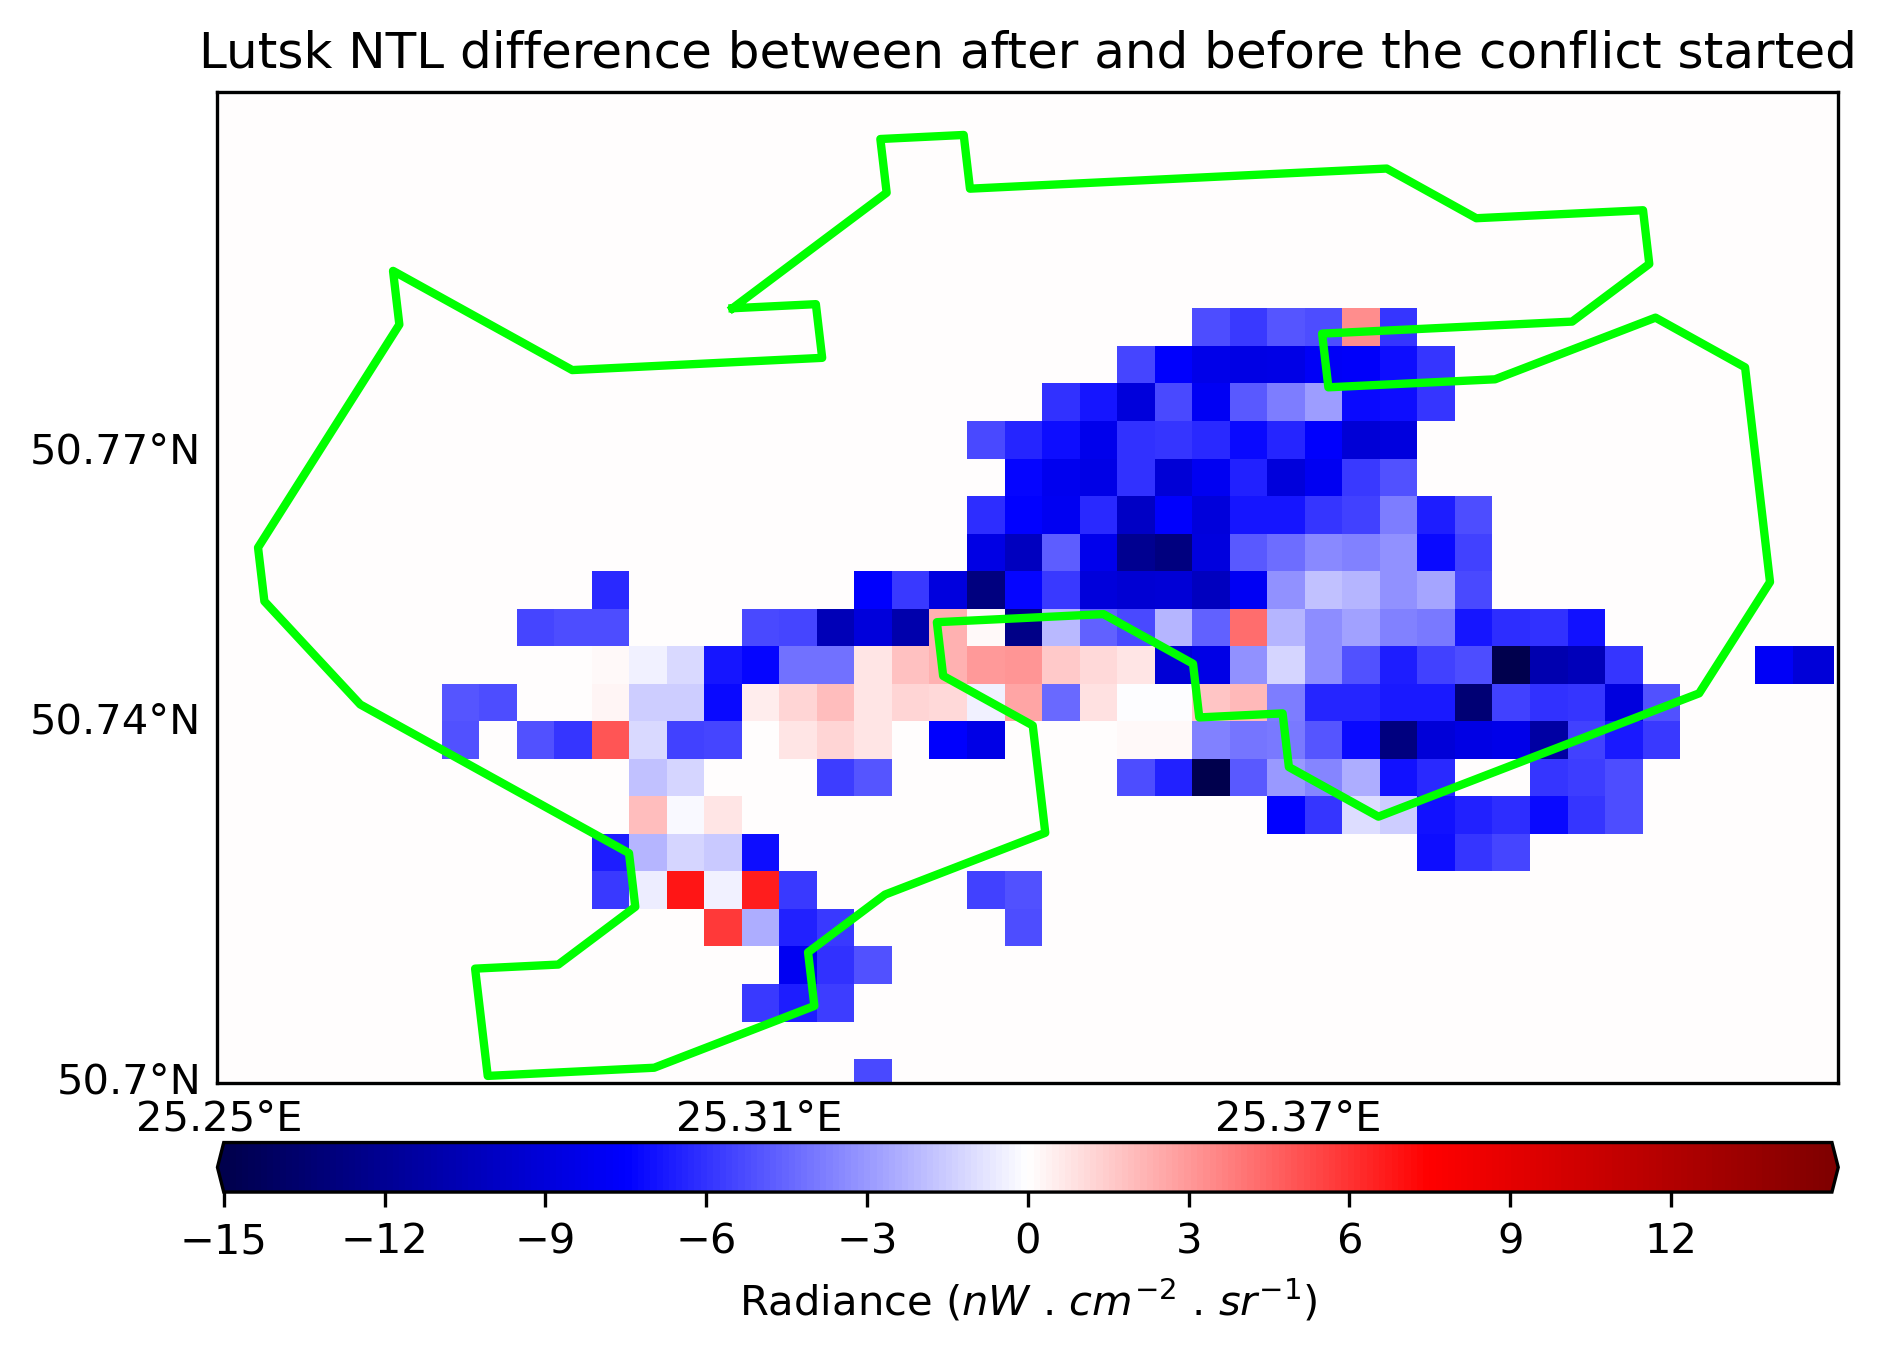 Lutsk NTL difference between after and before the conflict started
50.77°N
50.74°N
50.7°N
25.25°E 25.31°E 25.37°E
−15 −12 −9 −6 −3 0 3 6 9 12
Radiance (nW . cm⁻² . sr⁻¹)